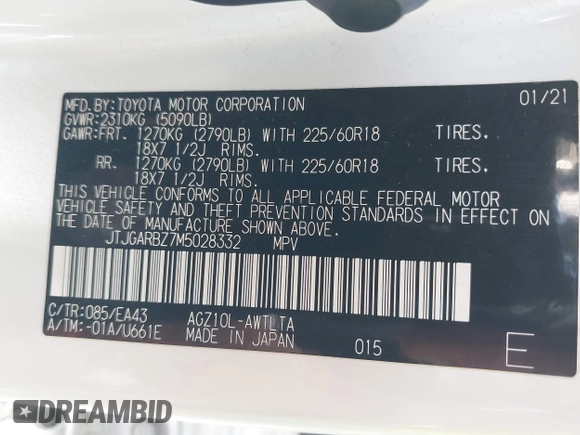 MFD.BY:TOYOTA MOTOR CORPORATION 01/21
GVWR:2310KG (5090LB)
GAWR:FRT. 1270KG (2790LB) WITH 225/60R18 TIRES,
18X7 1/2J RIMS.
RR. 1270KG (2790LB) WITH 225/60R18 TIRES,
18X7 1/2J RIMS.
THIS VEHICLE CONFORMS TO ALL APPLICABLE FEDERAL MOTOR
VEHICLE SAFETY AND THEFT PREVENTION STANDARDS IN EFFECT ON
THE DATE OF MANUFACTURE SHOWN ABOVE.
JTJGARBZ7M5028332 MPV
C/TR:085/EA43 AGZ10L-AWTLTA
A/TM:-01A/U661E MADE IN JAPAN 015 E
DREAMBID